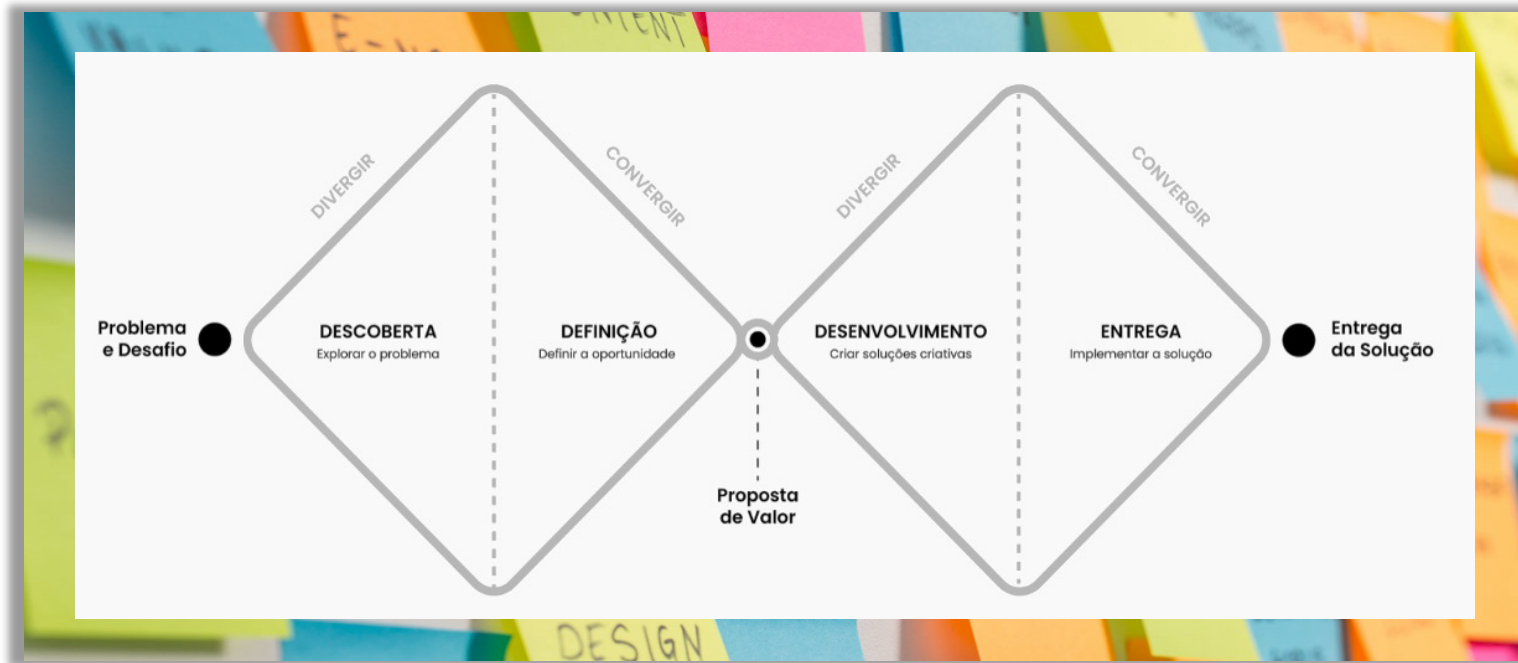 DIVERGIR
CONVERGIR
DIVERGIR
CONVERGIR
Problema
e Desafio
DESCOBERTA
Explorar o problema
DEFINIÇÃO
Definir a oportunidade
DESENVOLVIMENTO
Criar soluções criativas
ENTREGA
Implementar a solução
Entrega
da Solução
Proposta
de Valor
DESIGN